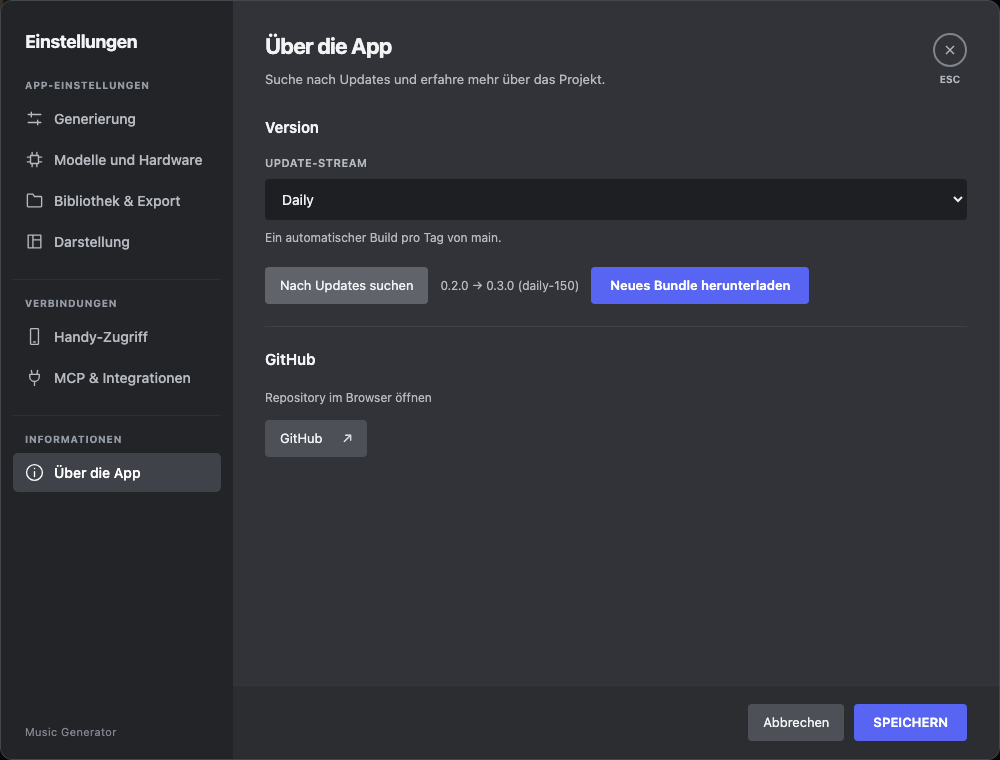 Einstellungen
APP-EINSTELLUNGEN
Generierung
Modelle und Hardware
Bibliothek & Export
Darstellung
VERBINDUNGEN
Handy-Zugriff
MCP & Integrationen
INFORMATIONEN
Über die App
Music Generator
Über die App
Suche nach Updates und erfahre mehr über das Projekt.
ESC
Version
UPDATE-STREAM
Daily
Ein automatischer Build pro Tag von main.
Nach Updates suchen 0.2.0 → 0.3.0 (daily-150) Neues Bundle herunterladen
GitHub
Repository im Browser öffnen
GitHub ↗
Abbrechen SPEICHERN